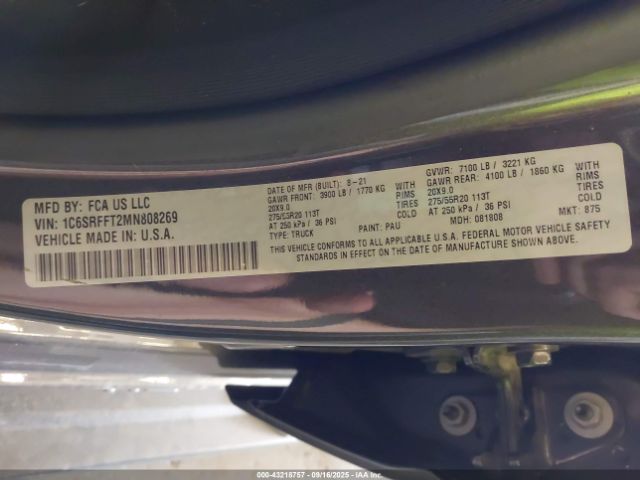 MFD BY: FCA US LLC
VIN: 1C6SRFFT2MN808269
VEHICLE MADE IN: U.S.A.
DATE OF MFR (BUILT): 8-21
GAWR FRONT: 3900 LB / 1770 KG
20X9.0 RIMS
275/55R20 113T TIRES
AT 250 kPa / 36 PSI COLD
TYPE: TRUCK PAINT: PAU
GVWR: 7100 LB / 3221 KG
GAWR REAR: 4100 LB / 1860 KG
20X9.0 RIMS
275/55R20 113T TIRES
AT 250 kPa / 36 PSI COLD
MDH: 081808 MKT: 875
THIS VEHICLE CONFORMS TO ALL APPLICABLE U.S.A. FEDERAL MOTOR VEHICLE SAFETY
STANDARDS IN EFFECT ON THE DATE OF MANUFACTURE SHOWN ABOVE.
00-43218757 - 09/16/2025 - COPYRIGHT IAA